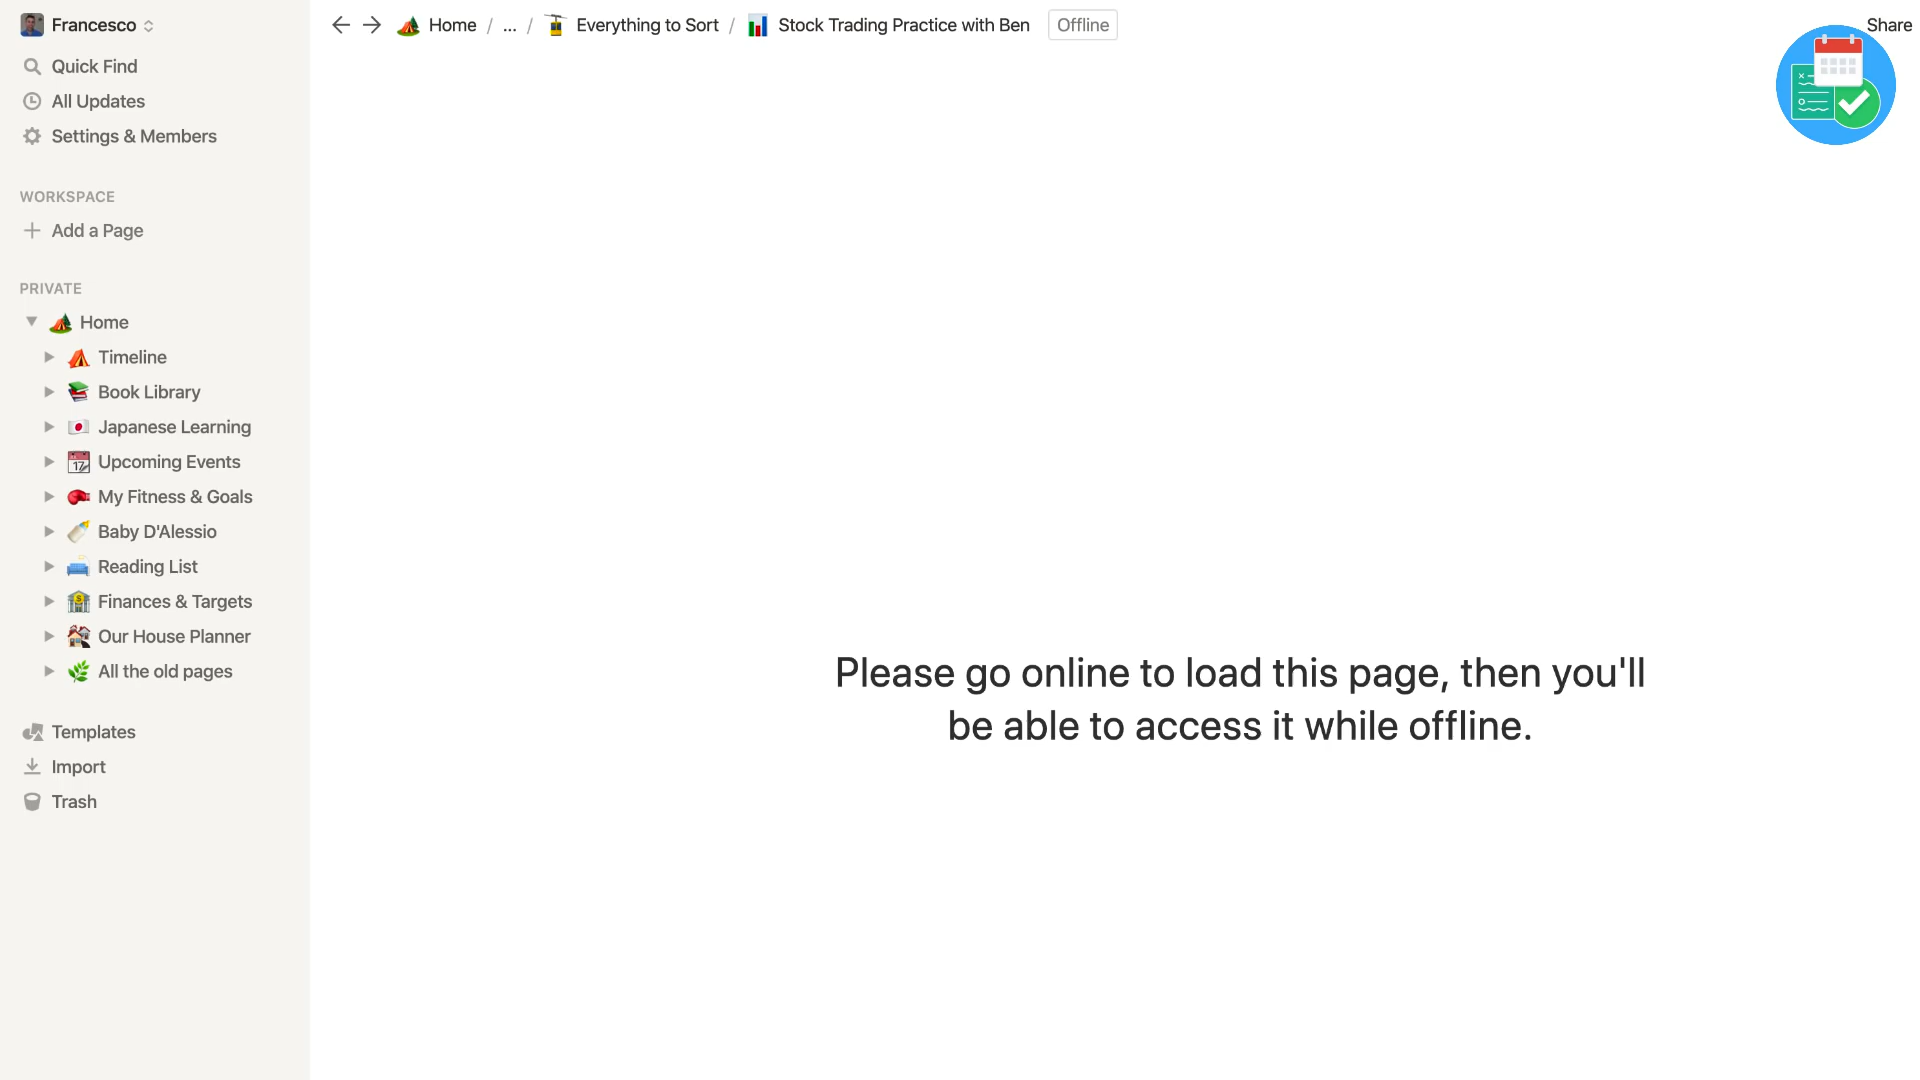 Francesco
Quick Find
All Updates
Settings & Members
WORKSPACE
Add a Page
PRIVATE
Home
Timeline
Book Library
Japanese Learning
Upcoming Events
My Fitness & Goals
Baby D'Alessio
Reading List
Finances & Targets
Our House Planner
All the old pages
Templates
Import
Trash
Home / ... / Everything to Sort / Stock Trading Practice with Ben Offline
Share
Please go online to load this page, then you'll
be able to access it while offline.